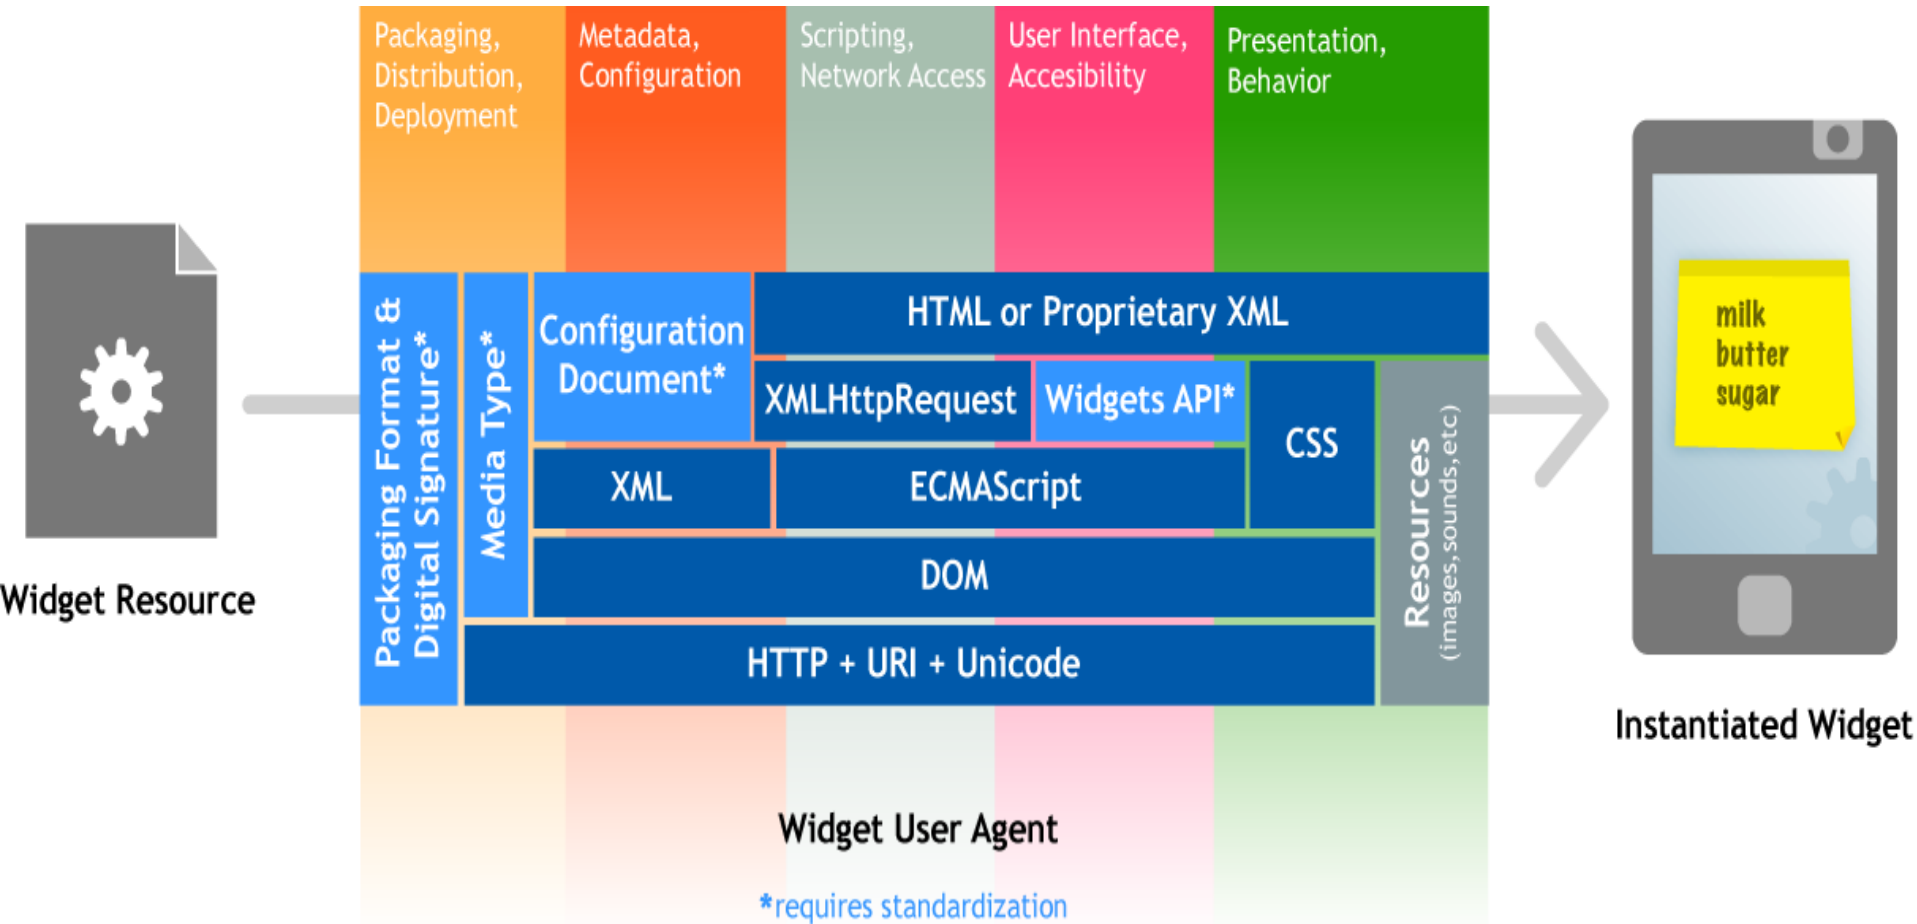 Packaging,
Distribution,
Deployment
Metadata,
Configuration
Scripting,
Network Access
User Interface,
Accesibility
Presentation,
Behavior
Widget Resource
Packaging Format &
Digital Signature*
Media Type*
Configuration
Document*
HTML or Proprietary XML
XMLHttpRequest
Widgets API*
CSS
Resources
(images,sounds,etc)
XML
ECMAScript
DOM
HTTP + URI + Unicode
milk
butter
sugar
Instantiated Widget
Widget User Agent
*requires standardization